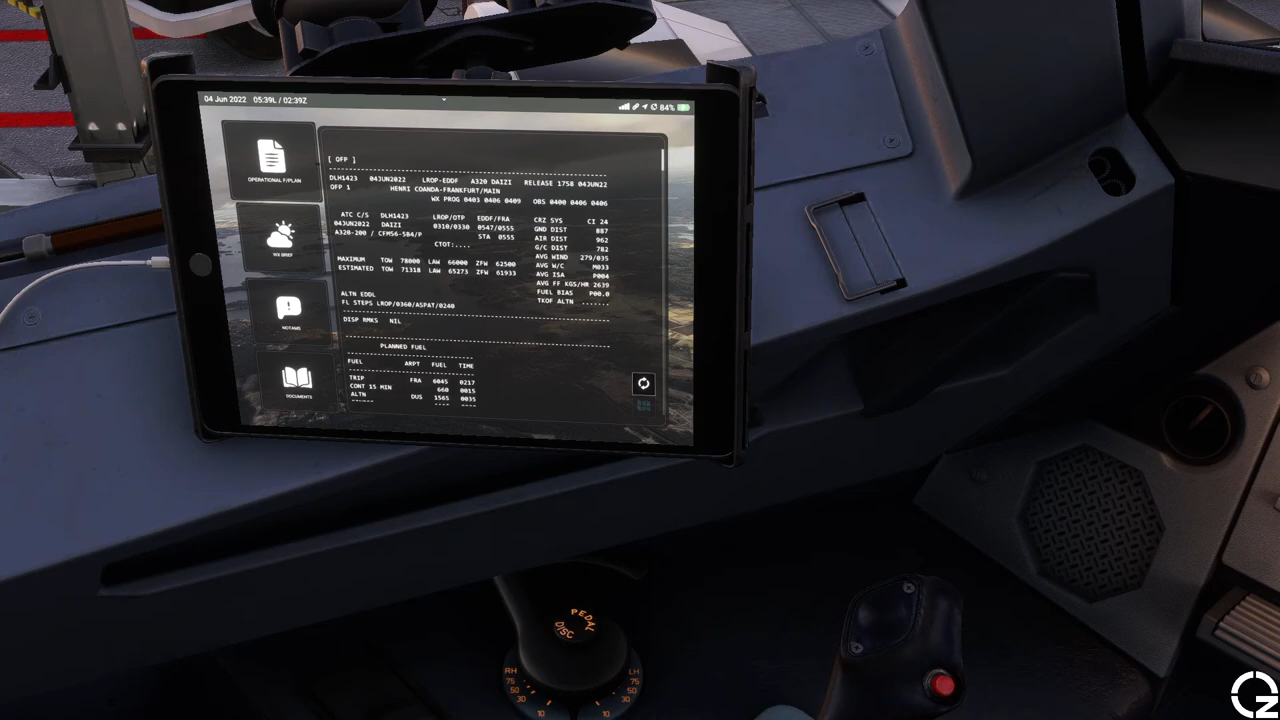 04 Jun 2022 05:39L / 02:39Z
84%
OPERATIONAL F/PLAN
WX BRIEF
NOTAMS
DOCUMENTS
[ OFP ]
DLH1423 04JUN2022 LROP-EDDF A320 DAIZI RELEASE 1758 04JUN22
OFP 1 HENRI COANDA-FRANKFURT/MAIN
WX PROG 0403 0406 0409 OBS 0400 0406 0406
ATC C/S DLH1423 LROP/OTP EDDF/FRA CRZ SYS CI 24
04JUN2022 DAIZI 0310/0330 0547/0555 GND DIST 887
A320-200 / CFM56-5B4/P STA 0555 AIR DIST 962
CTOT:.... G/C DIST 782
AVG WIND 279/035
MAXIMUM TOW 78000 LAW 66000 ZFW 62500 AVG W/C M033
ESTIMATED TOW 71318 LAW 65273 ZFW 61933 AVG ISA P004
AVG FF KGS/HR 2639
FUEL BIAS P00.0
ALTN EDDL TKOF ALTN .......
FL STEPS LROP/0360/ASPAT/0240
DISP RMKS NIL
PLANNED FUEL
FUEL ARPT FUEL TIME
TRIP FRA 6045 0217
CONT 15 MIN 660 0015
ALTN DUS 1565 0035
PEDAL
DISC
RH LH
75 75
50 50
30 30
10 10